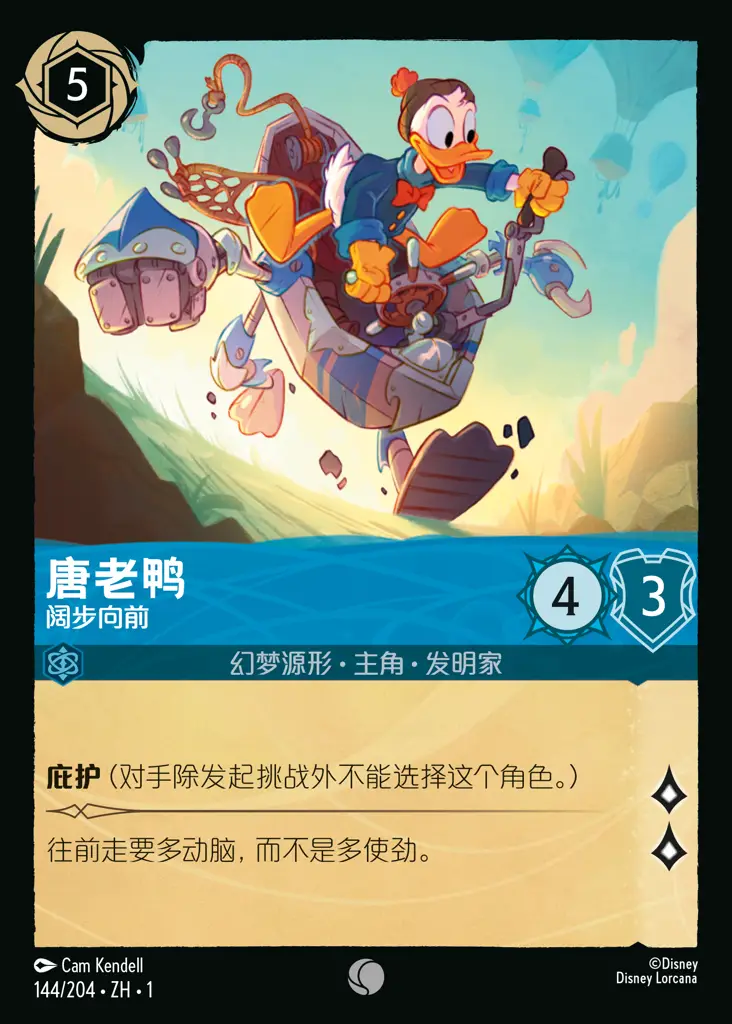 5
唐老鸭
阔步向前
4
3
幻梦源形·主角·发明家
庇护（对手除发起挑战外不能选择这个角色。）
往前走要多动脑，而不是多使劲。
Cam Kendell
144/204 • ZH • 1
©Disney
Disney Lorcana